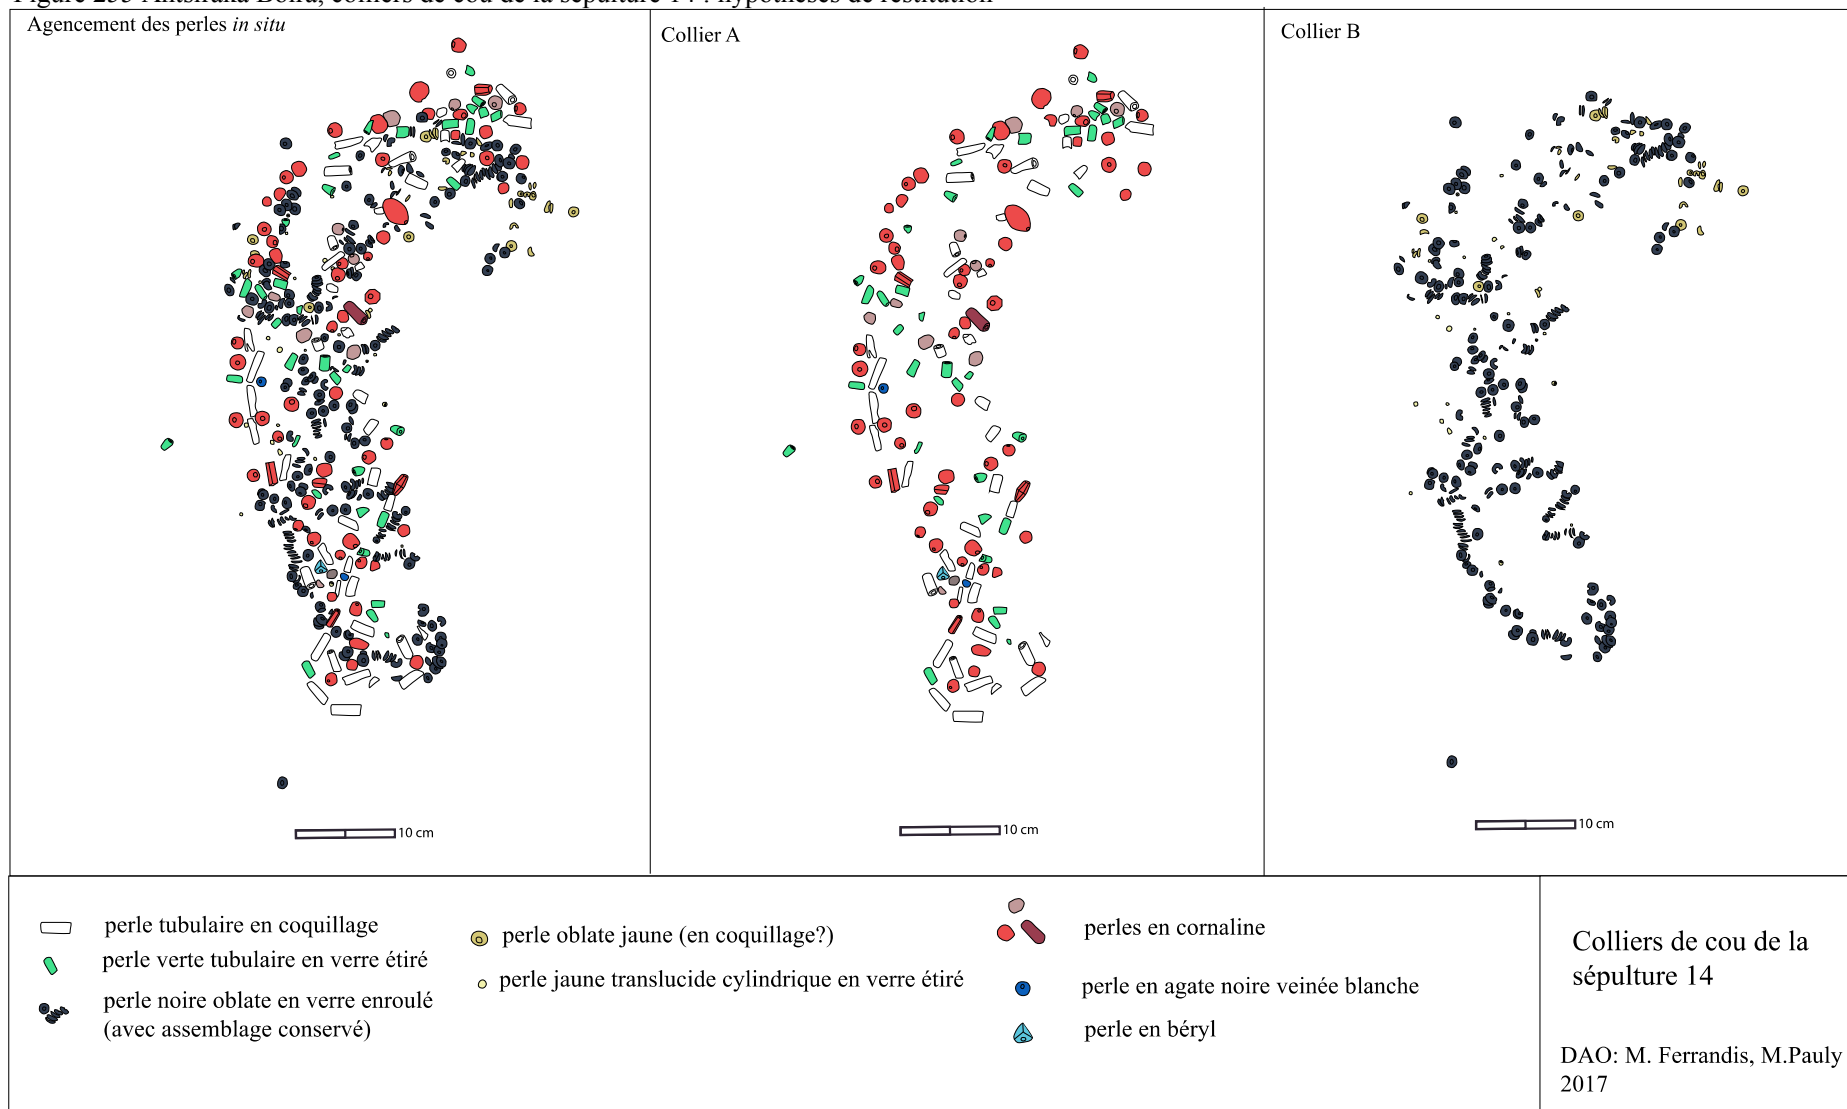 Agencement des perles in situ
Collier A
Collier B
10 cm
10 cm
10 cm
perle tubulaire en coquillage
perle verte tubulaire en verre étiré
perle noire oblate en verre enroulé
(avec assemblage conservé)
perle oblate jaune (en coquillage?)
perle jaune translucide cylindrique en verre étiré
perles en cornaline
perle en agate noire veinée blanche
perle en béryl
Colliers de cou de la
sépulture 14
DAO: M. Ferrandis, M.Pauly
2017